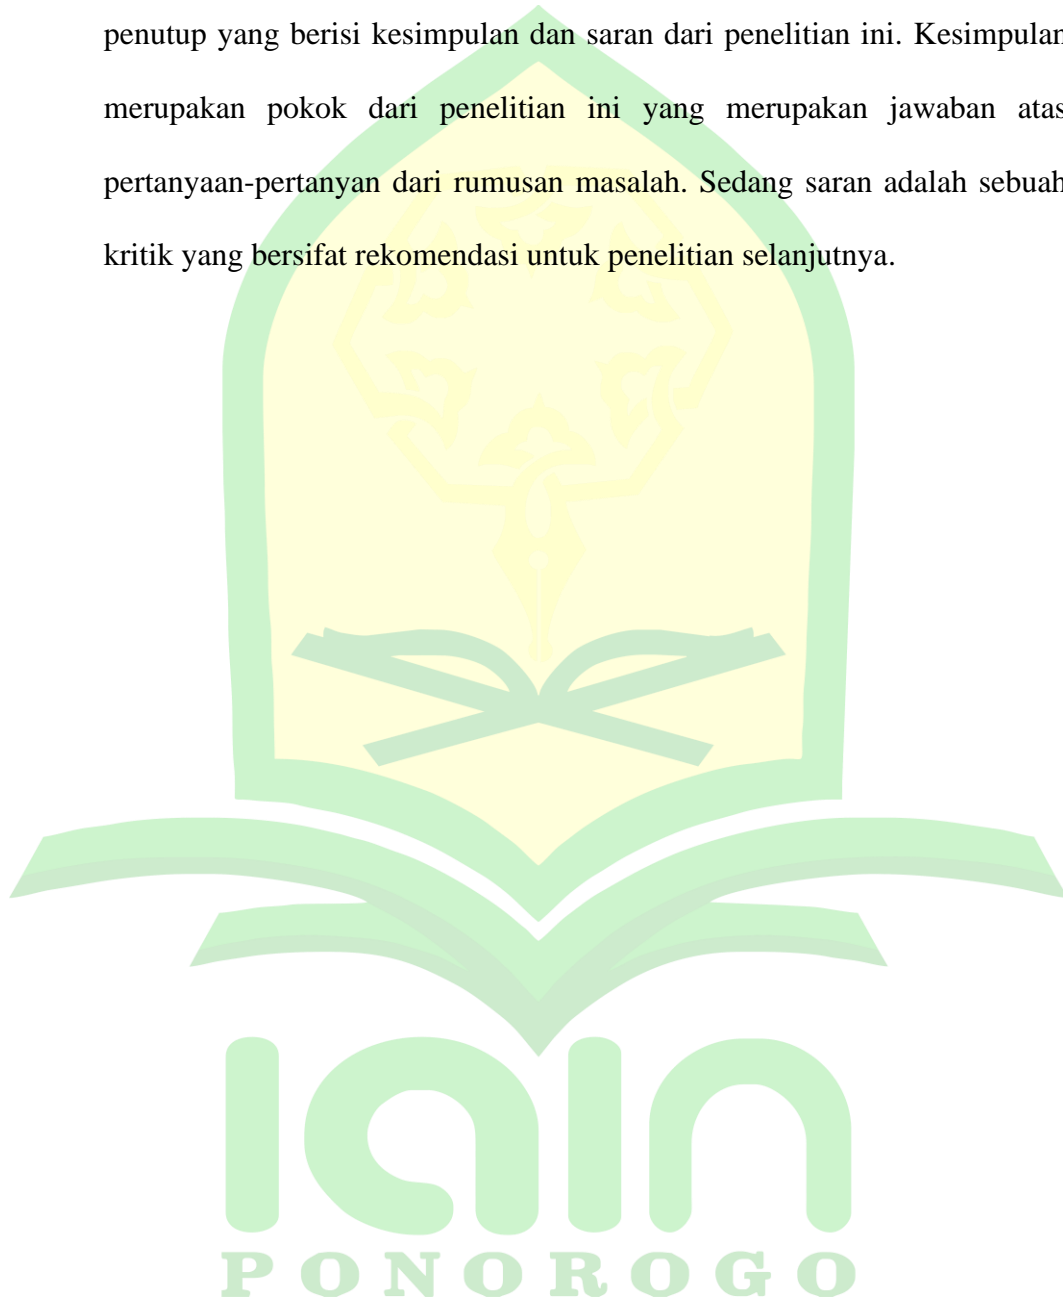 penutup yang berisi kesimpulan dan saran dari penelitian ini. Kesimpulan
merupakan pokok dari penelitian ini yang merupakan jawaban atas
pertanyaan-pertanyan dari rumusan masalah. Sedang saran adalah sebuah
kritik yang bersifat rekomendasi untuk penelitian selanjutnya.
iain
PONOROGO